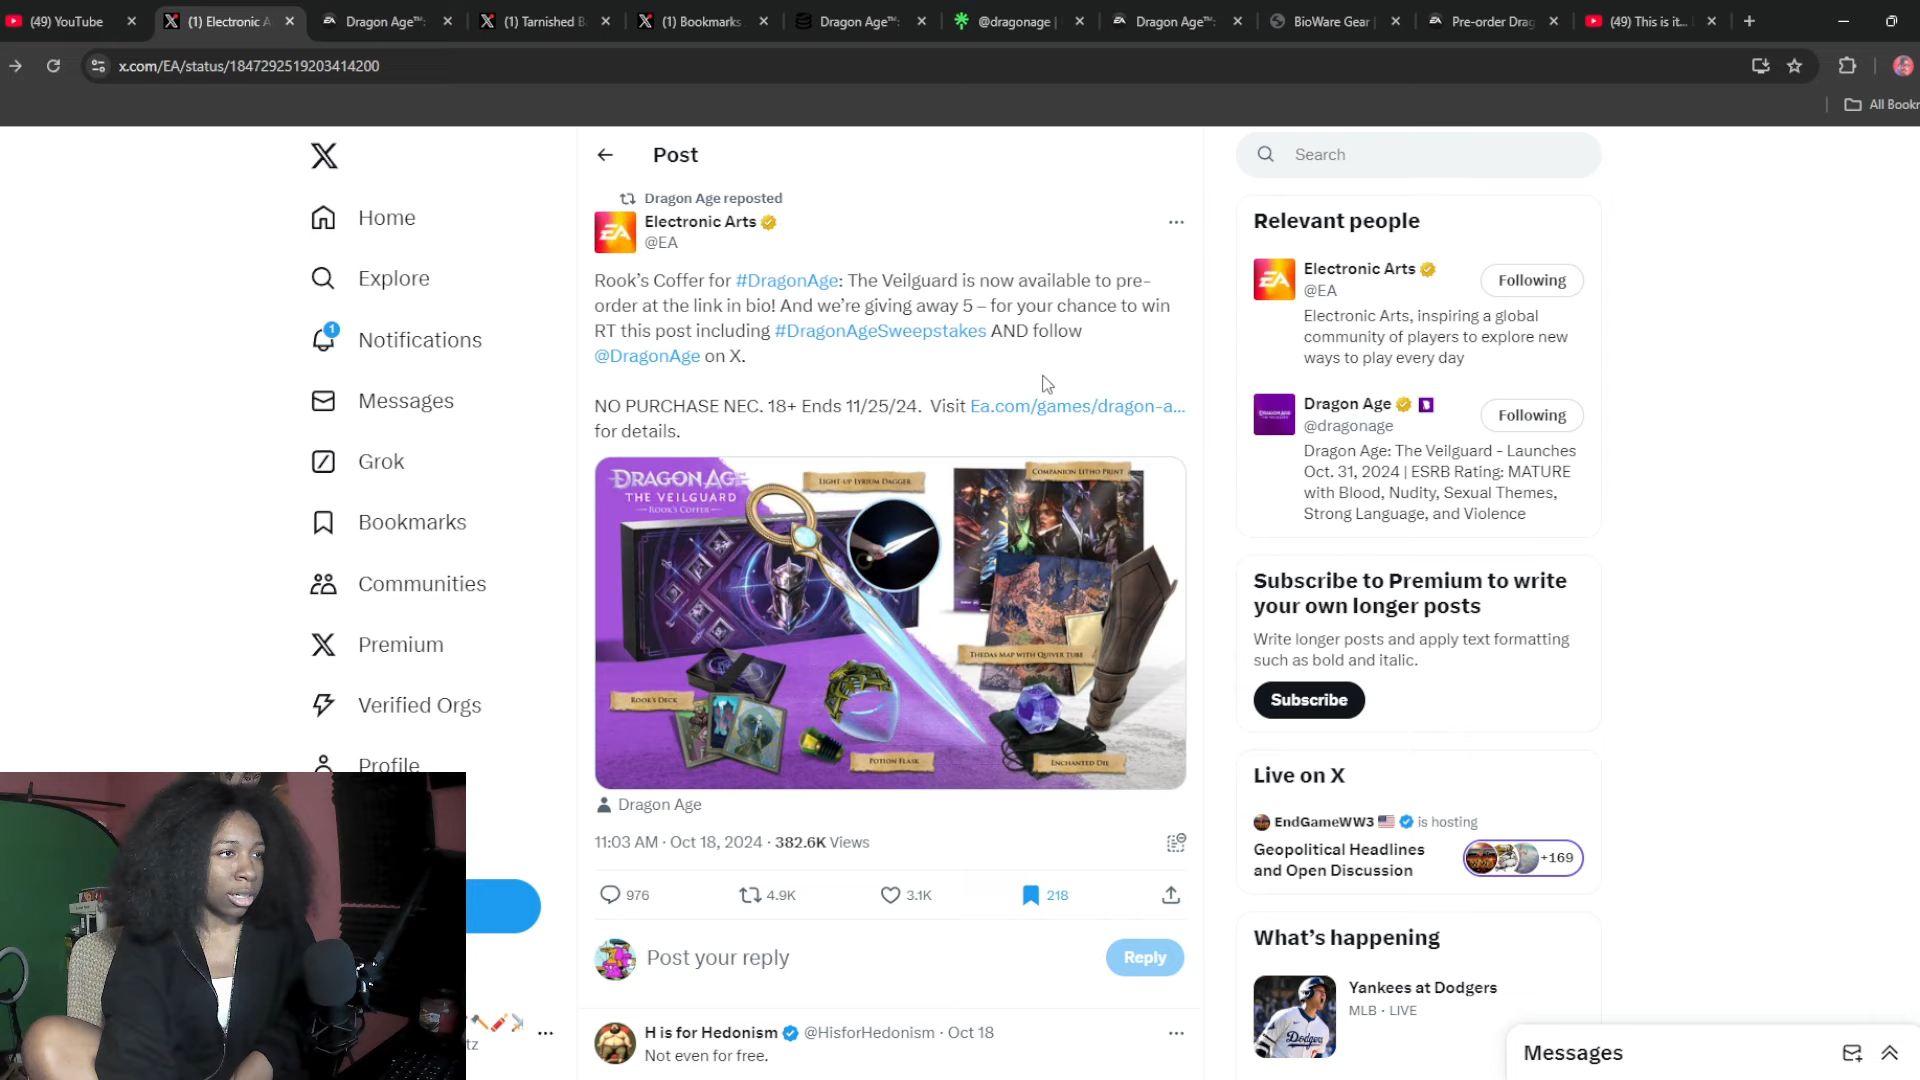 (49) YouTube
(1) Electronic A
Dragon Age™:
(1) Tarnished B
(1) Bookmarks
Dragon Age™:
@dragonage |
Dragon Age™:
BioWare Gear |
Pre-order Drag
(49) This is it...
x.com/EA/status/1847292519203414200
All Bookr
Post
Search
Dragon Age reposted
Electronic Arts
@EA
Rook's Coffer for #DragonAge: The Veilguard is now available to pre-
order at the link in bio! And we're giving away 5 – for your chance to win
RT this post including #DragonAgeSweepstakes AND follow
@DragonAge on X.
NO PURCHASE NEC. 18+ Ends 11/25/24. Visit Ea.com/games/dragon-a...
for details.
DRAGON AGE
THE VEILGUARD
ROOK'S COFFER
LIGHT-UP LYRIUM DAGGER
COMPANION LITHO PRINT
THEDAS MAP WITH QUIVER TUBE
ROOK'S DECK
POTION FLASK
ENCHANTED DIE
Dragon Age
11:03 AM · Oct 18, 2024 · 382.6K Views
976
4.9K
3.1K
218
Post your reply
Reply
H is for Hedonism @HisforHedonism · Oct 18
Not even for free.
Home
Explore
1
Notifications
Messages
Grok
Bookmarks
Communities
Premium
Verified Orgs
Profile
tz
Relevant people
Electronic Arts
@EA
Following
Electronic Arts, inspiring a global
community of players to explore new
ways to play every day
Dragon Age
@dragonage
Following
Dragon Age: The Veilguard - Launches
Oct. 31, 2024 | ESRB Rating: MATURE
with Blood, Nudity, Sexual Themes,
Strong Language, and Violence
Subscribe to Premium to write
your own longer posts
Write longer posts and apply text formatting
such as bold and italic.
Subscribe
Live on X
EndGameWW3 is hosting
Geopolitical Headlines
and Open Discussion
+169
What's happening
Yankees at Dodgers
MLB · LIVE
Messages